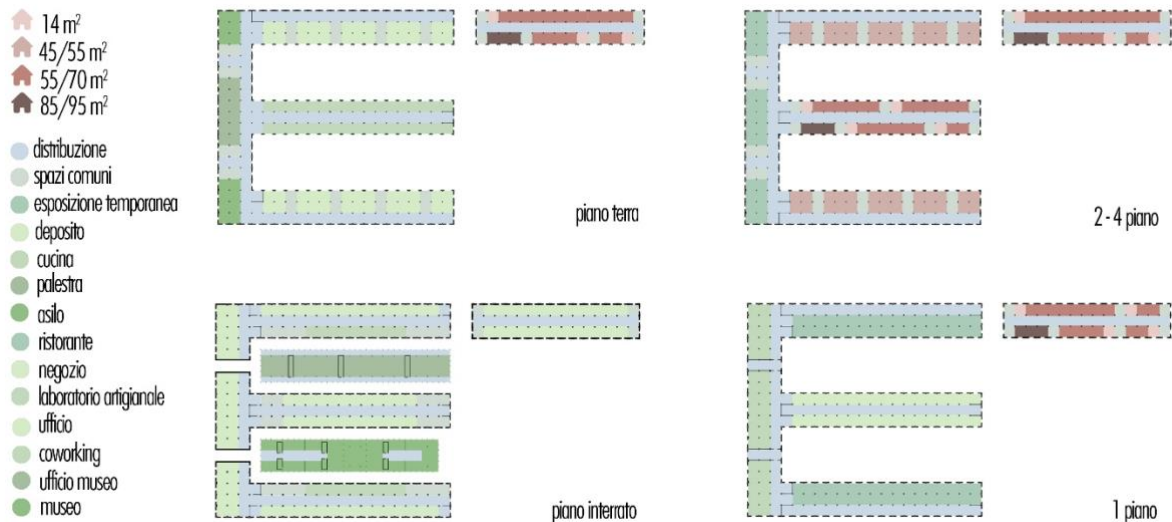 14 m²
45/55 m²
55/70 m²
85/95 m²
distribuzione
spazi comuni
esposizione temporanea
deposito
cucina
palestra
asilo
ristorante
negozio
laboratorio artigianale
ufficio
coworking
ufficio museo
museo
piano terra
2 - 4 piano
piano interrato
1 piano